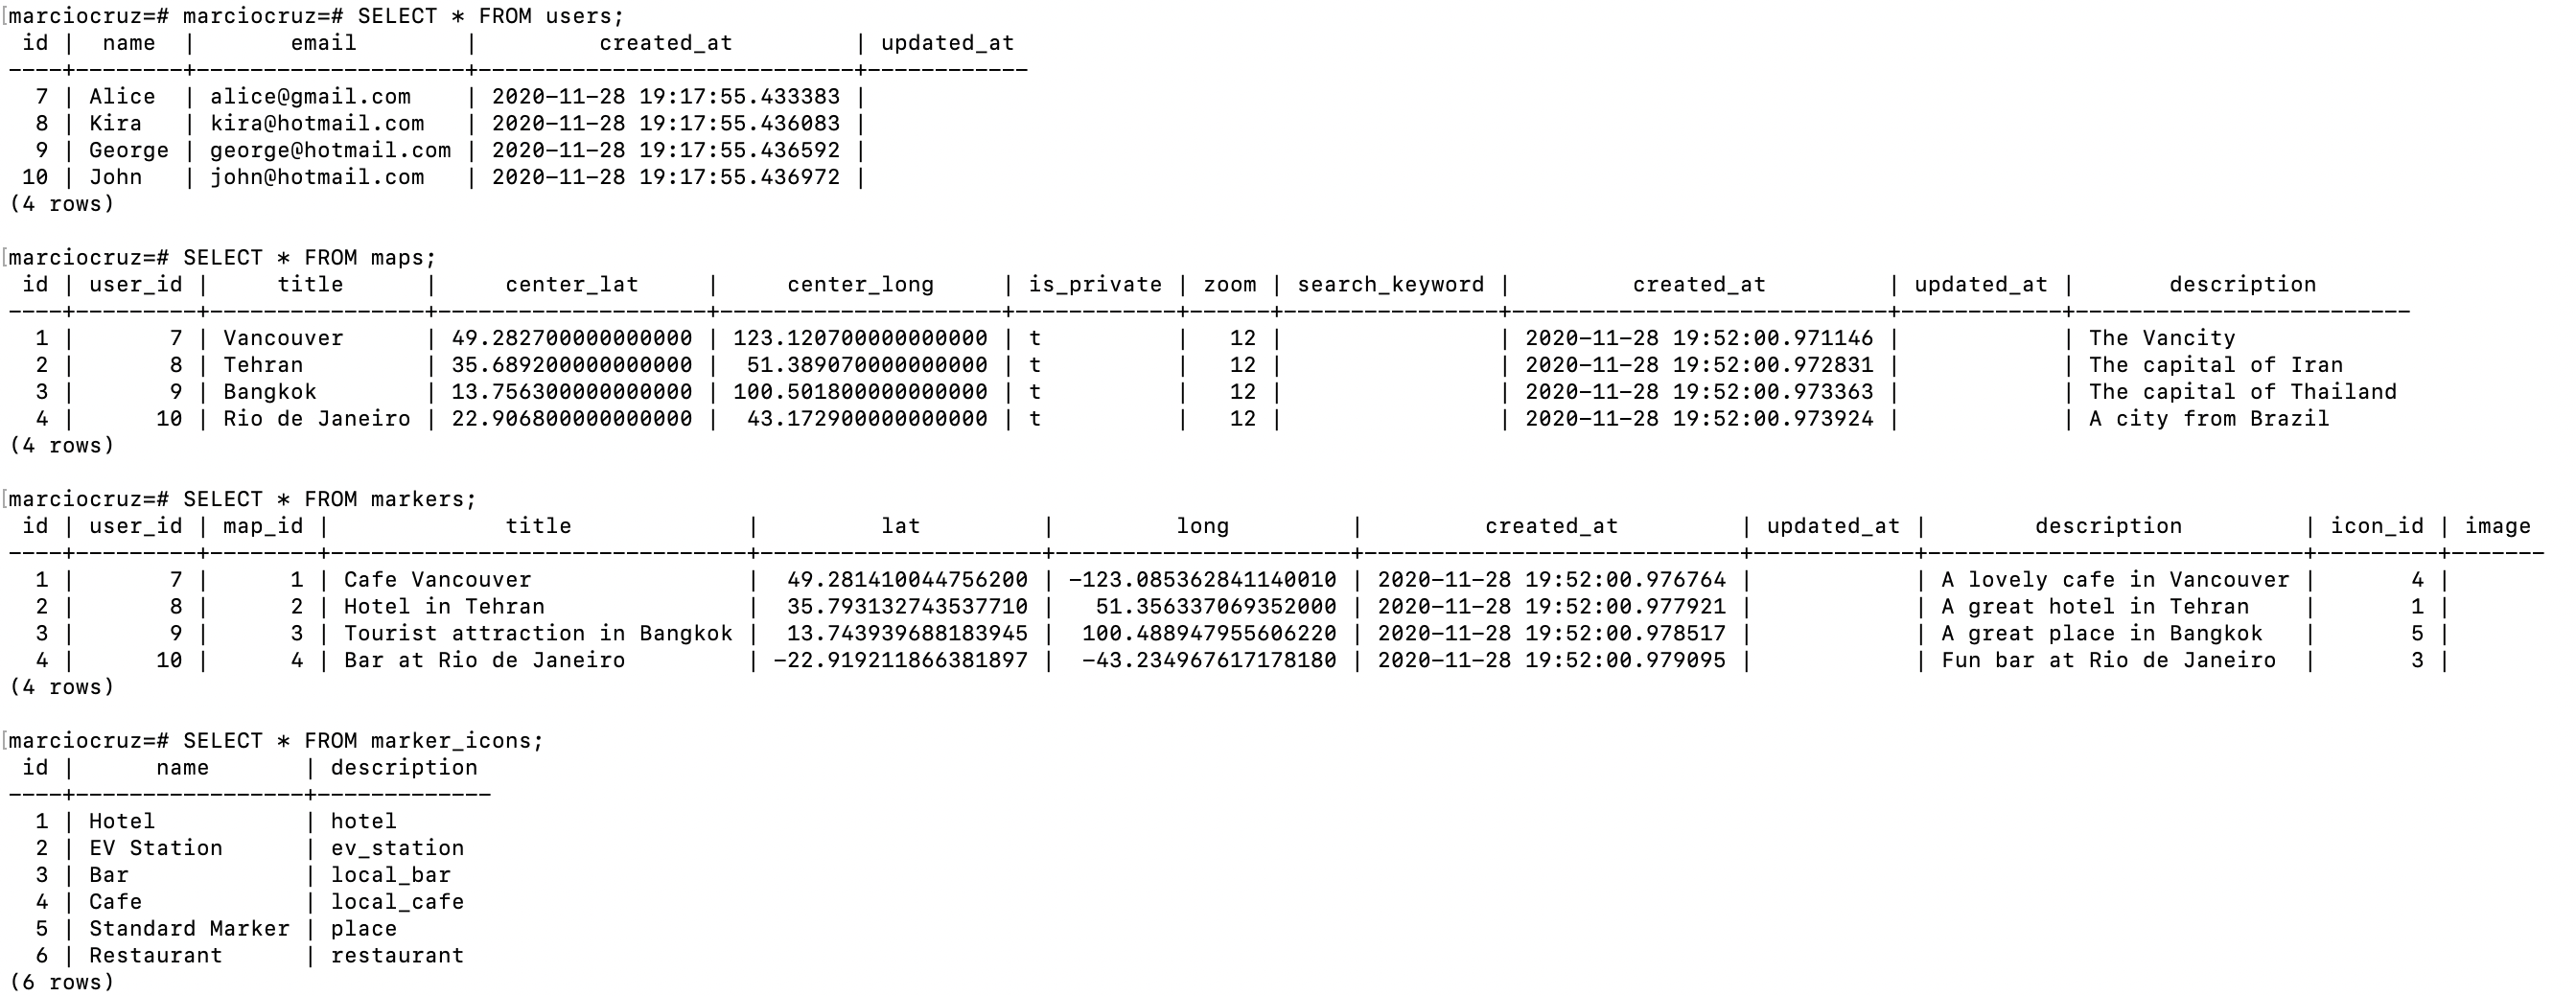 [marciocruz=# marciocruz=# SELECT * FROM users;
 id |  name  |       email        |         created_at         | updated_at
----+--------+--------------------+----------------------------+------------
  7 | Alice  | alice@gmail.com    | 2020-11-28 19:17:55.433383 |
  8 | Kira   | kira@hotmail.com   | 2020-11-28 19:17:55.436083 |
  9 | George | george@hotmail.com | 2020-11-28 19:17:55.436592 |
 10 | John   | john@hotmail.com   | 2020-11-28 19:17:55.436972 |
(4 rows)

[marciocruz=# SELECT * FROM maps;
 id | user_id |     title      |     center_lat     |     center_long     | is_private | zoom | search_keyword |         created_at         | updated_at |       description
----+---------+----------------+--------------------+---------------------+------------+------+----------------+----------------------------+------------+-------------------------
  1 |       7 | Vancouver      | 49.282700000000000 | 123.120700000000000 | t          |   12 |                | 2020-11-28 19:52:00.971146 |            | The Vancity
  2 |       8 | Tehran         | 35.689200000000000 |  51.389070000000000 | t          |   12 |                | 2020-11-28 19:52:00.972831 |            | The capital of Iran
  3 |       9 | Bangkok        | 13.756300000000000 | 100.501800000000000 | t          |   12 |                | 2020-11-28 19:52:00.973363 |            | The capital of Thailand
  4 |      10 | Rio de Janeiro | 22.906800000000000 |  43.172900000000000 | t          |   12 |                | 2020-11-28 19:52:00.973924 |            | A city from Brazil
(4 rows)

[marciocruz=# SELECT * FROM markers;
 id | user_id | map_id |             title             |         lat         |         long         |         created_at         | updated_at |        description         | icon_id | image
----+---------+--------+-------------------------------+---------------------+----------------------+----------------------------+------------+----------------------------+---------+-------
  1 |       7 |      1 | Cafe Vancouver                |  49.281410044756200 | -123.085362841140010 | 2020-11-28 19:52:00.976764 |            | A lovely cafe in Vancouver |       4 |
  2 |       8 |      2 | Hotel in Tehran               |  35.793132743537710 |   51.356337069352000 | 2020-11-28 19:52:00.977921 |            | A great hotel in Tehran    |       1 |
  3 |       9 |      3 | Tourist attraction in Bangkok |  13.743939688183945 |  100.488947955606220 | 2020-11-28 19:52:00.978517 |            | A great place in Bangkok   |       5 |
  4 |      10 |      4 | Bar at Rio de Janeiro         | -22.919211866381897 |  -43.234967617178180 | 2020-11-28 19:52:00.979095 |            | Fun bar at Rio de Janeiro  |       3 |
(4 rows)

[marciocruz=# SELECT * FROM marker_icons;
 id |      name       | description
----+-----------------+-------------
  1 | Hotel           | hotel
  2 | EV Station      | ev_station
  3 | Bar             | local_bar
  4 | Cafe            | local_cafe
  5 | Standard Marker | place
  6 | Restaurant      | restaurant
(6 rows)